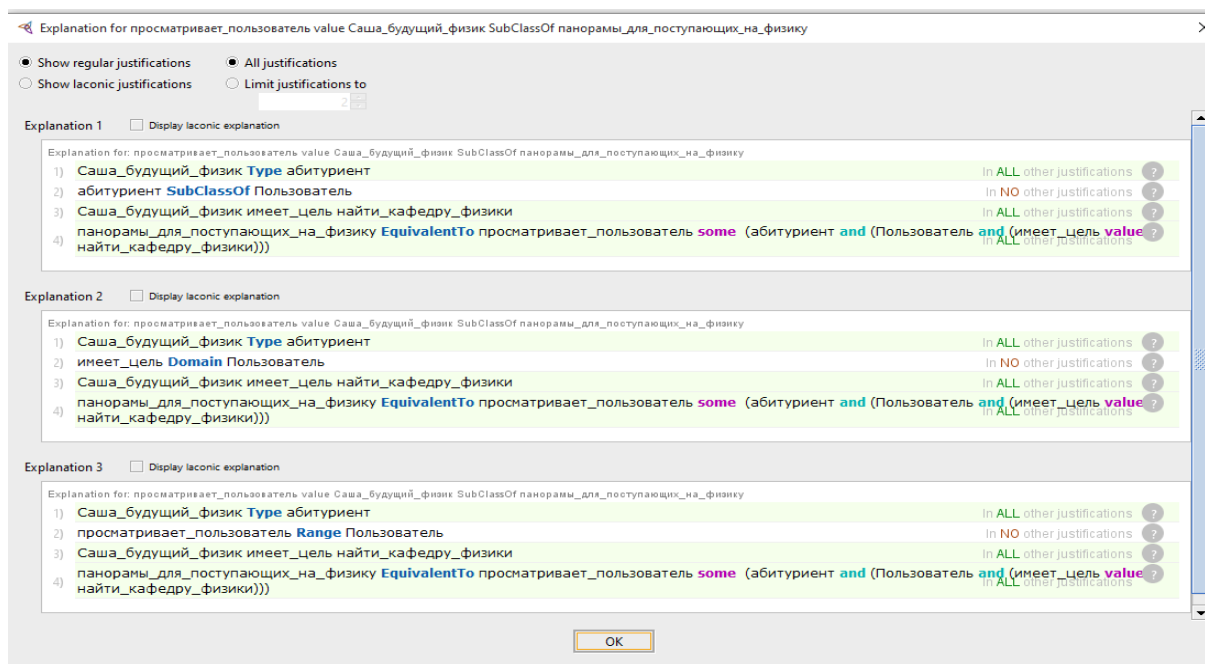 Explanation for просматривает_пользователь value Саша_будущий_физик SubClassOf панорамы_для_поступающих_на_физику
Show regular justifications All justifications
Show laconic justifications Limit justifications to
2
Explanation 1 Display laconic explanation
Explanation for: просматривает_пользователь value Саша_будущий_физик SubClassOf панорамы_для_поступающих_на_физику
1) Саша_будущий_физик Type абитуриент In ALL other justifications ?
2) абитуриент SubClassOf Пользователь In NO other justifications ?
3) Саша_будущий_физик имеет_цель найти_кафедру_физики In ALL other justifications ?
4) панорамы_для_поступающих_на_физику EquivalentTo просматривает_пользователь some (абитуриент and (Пользователь and (имеет_цель value ?
найти_кафедру_физики))) In ALL other justifications
Explanation 2 Display laconic explanation
Explanation for: просматривает_пользователь value Саша_будущий_физик SubClassOf панорамы_для_поступающих_на_физику
1) Саша_будущий_физик Type абитуриент In ALL other justifications ?
2) имеет_цель Domain Пользователь In NO other justifications ?
3) Саша_будущий_физик имеет_цель найти_кафедру_физики In ALL other justifications ?
4) панорамы_для_поступающих_на_физику EquivalentTo просматривает_пользователь some (абитуриент and (Пользователь and (имеет_цель value ?
найти_кафедру_физики))) In ALL other justifications
Explanation 3 Display laconic explanation
Explanation for: просматривает_пользователь value Саша_будущий_физик SubClassOf панорамы_для_поступающих_на_физику
1) Саша_будущий_физик Type абитуриент In ALL other justifications ?
2) просматривает_пользователь Range Пользователь In NO other justifications ?
3) Саша_будущий_физик имеет_цель найти_кафедру_физики In ALL other justifications ?
4) панорамы_для_поступающих_на_физику EquivalentTo просматривает_пользователь some (абитуриент and (Пользователь and (имеет_цель value ?
найти_кафедру_физики))) In ALL other justifications
OK